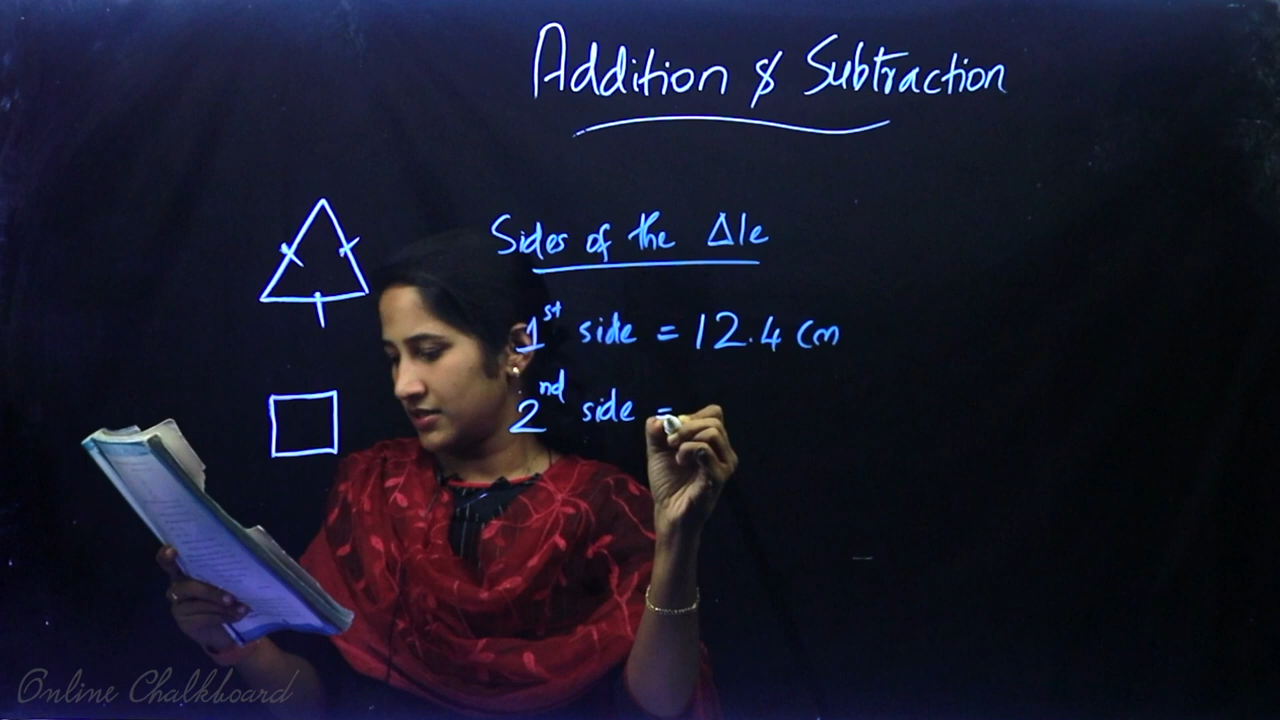 Addition & Subtraction
Sides of the Δle
1st side = 12.4 cm
2nd side =
Online Chalkboard